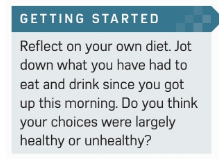 GETTING STARTED
Reflect on your own diet. Jot
down what you have had to
eat and drink since you got
up this morning. Do you think
your choices were largely
healthy or unhealthy?